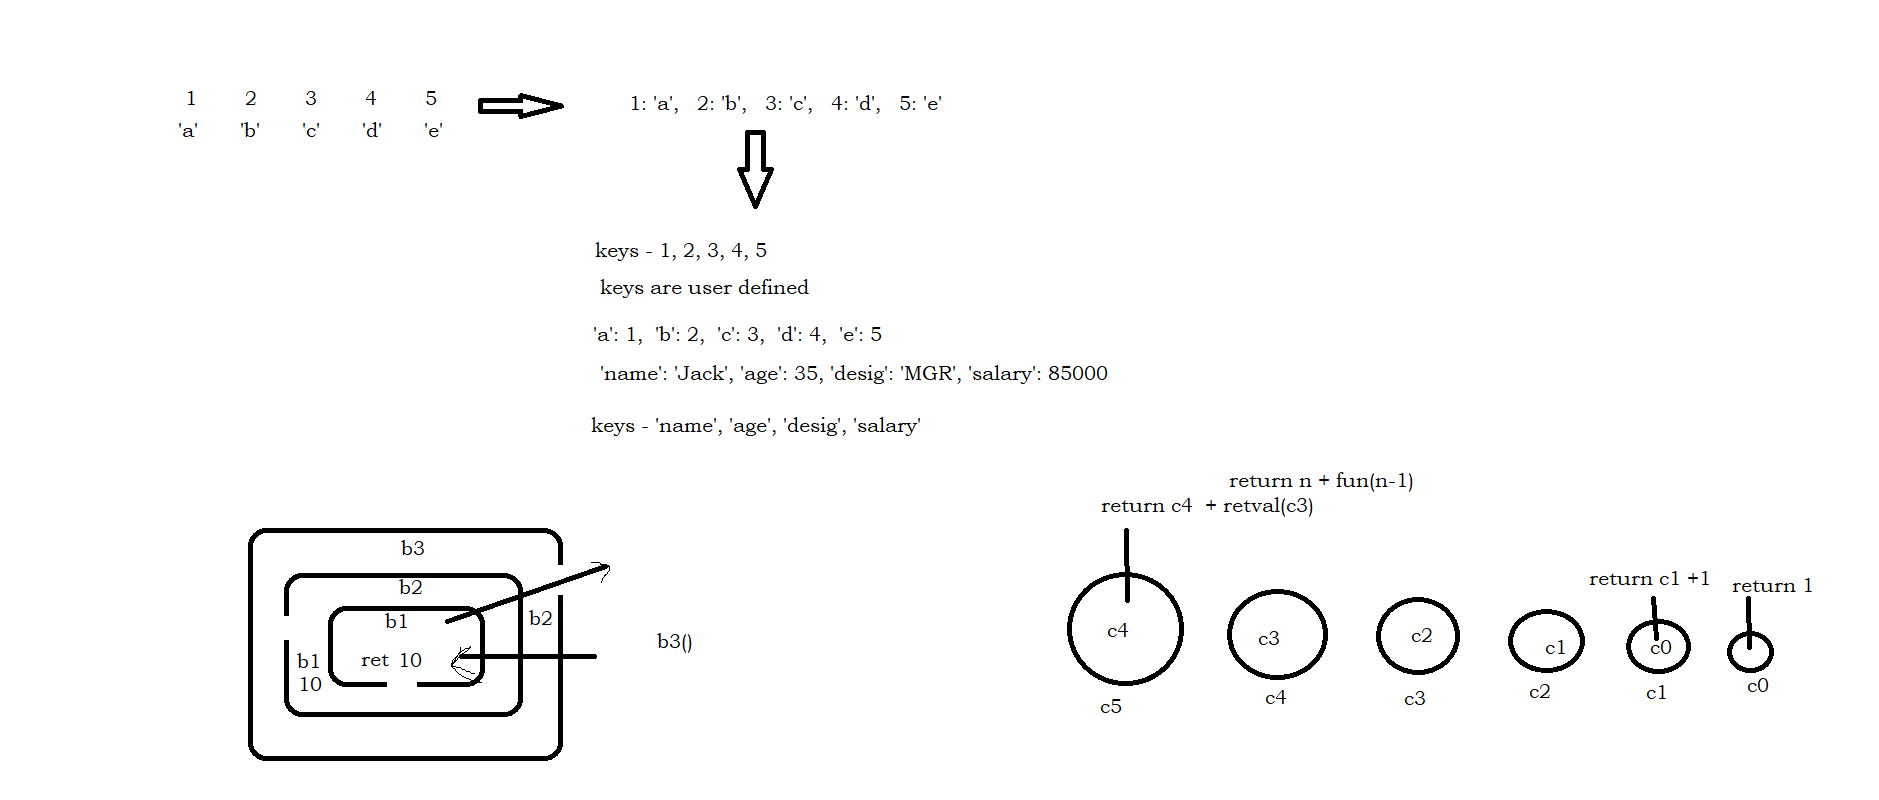 1 2 3 4 5
'a' 'b' 'c' 'd' 'e'
1: 'a', 2: 'b', 3: 'c', 4: 'd', 5: 'e'
keys - 1, 2, 3, 4, 5
keys are user defined
'a': 1, 'b': 2, 'c': 3, 'd': 4, 'e': 5
'name': 'Jack', 'age': 35, 'desig': 'MGR', 'salary': 85000
keys - 'name', 'age', 'desig', 'salary'
b3
b2
b1
b2
ret 10
b1
10
b3()
return n + fun(n-1)
return c4 + retval(c3)
return c1 +1
return 1
c4
c3
c2
c1
c0
c5
c4
c3
c2
c1
c0